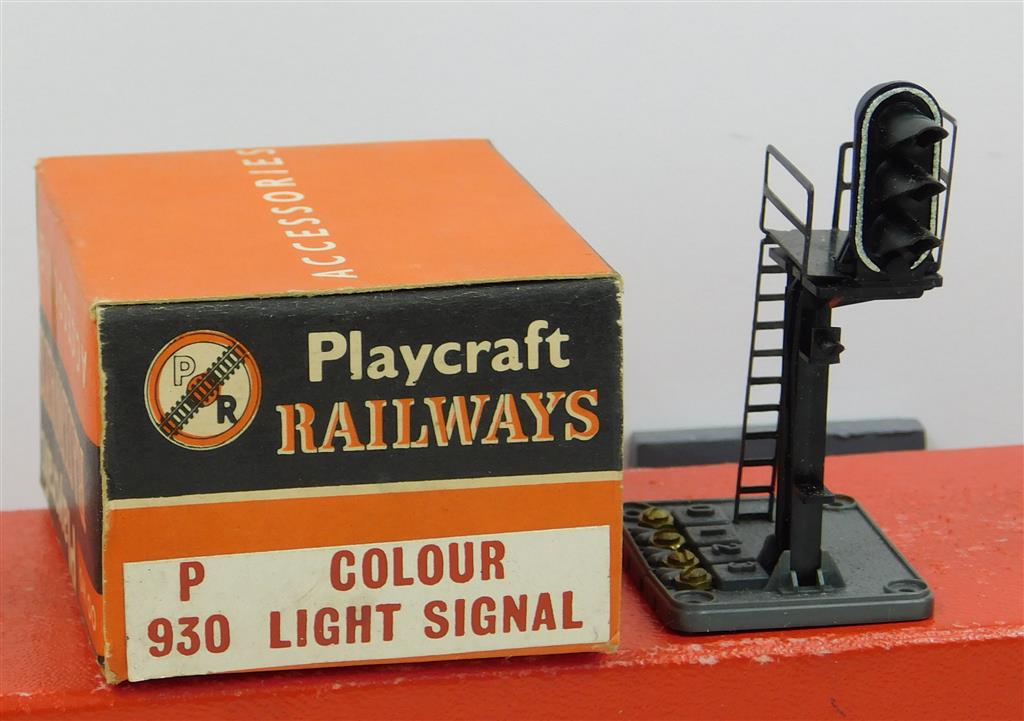 ACCESSORIES
P
R
Playcraft
RAILWAYS
P COLOUR
930 LIGHT SIGNAL